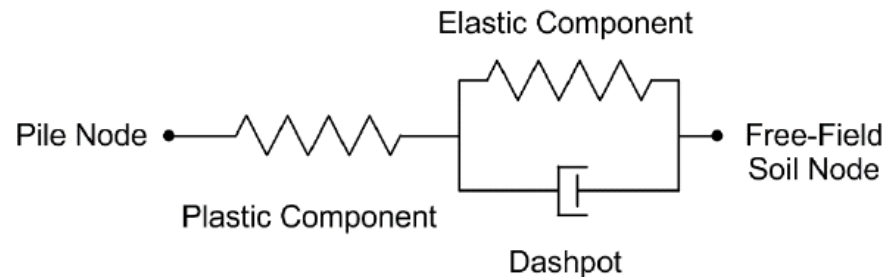 Elastic Component
Pile Node
Free-Field
Soil Node
Plastic Component
Dashpot